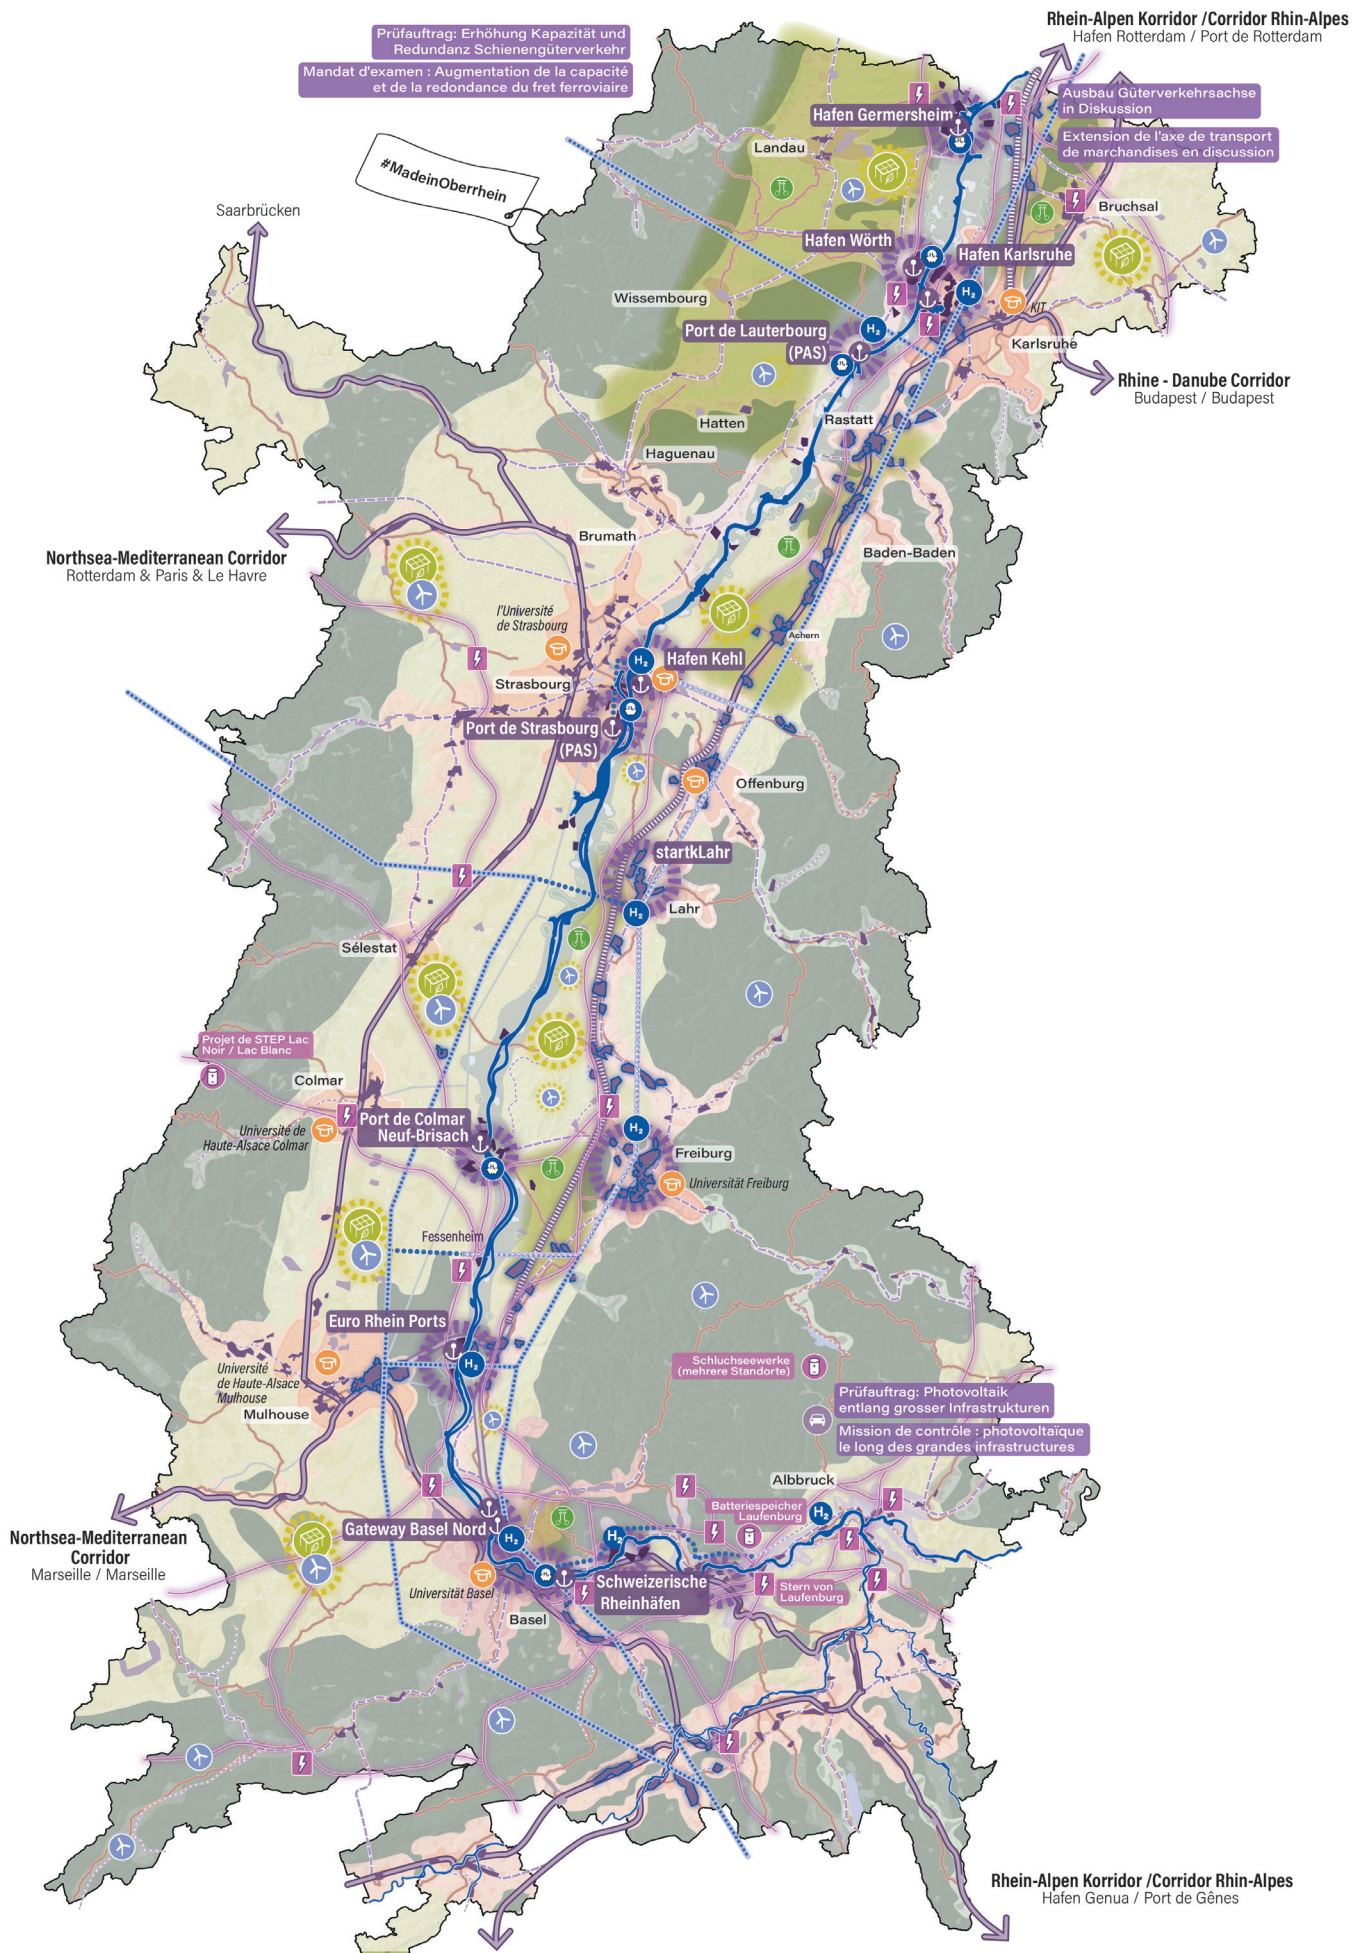 Rhein-Alpen Korridor /Corridor Rhin-Alpes
Hafen Rotterdam / Port de Rotterdam
Prüfauftrag: Erhöhung Kapazität und
Redundanz Schienengüterverkehr
Mandat d'examen : Augmentation de la capacité
et de la redondance du fret ferroviaire
Ausbau Güterverkehrsachse
in Diskussion
Extension de l'axe de transport
de marchandises en discussion
Hafen Germersheim
Landau
#MadeinOberrhein
Bruchsal
Saarbrücken
Hafen Wörth
Hafen Karlsruhe
H₂
Wissembourg
KIT
Port de Lauterbourg
(PAS)
H₂
Karlsruhe
Rhine - Danube Corridor
Budapest / Budapest
Hatten
Rastatt
Haguenau
Brumath
Baden-Baden
Northsea-Mediterranean Corridor
Rotterdam & Paris & Le Havre
l'Université
de Strasbourg
Achern
H₂
Hafen Kehl
Strasbourg
Port de Strasbourg
(PAS)
Offenburg
startkLahr
H₂
Lahr
Sélestat
Projet de STEP Lac
Noir / Lac Blanc
Colmar
Port de Colmar
Neuf-Brisach
Université de
Haute-Alsace Colmar
H₂
Freiburg
Universität Freiburg
Fessenheim
Euro Rhein Ports
H₂
Schluchseewerke
(mehrere Standorte)
Université
de Haute-Alsace
Mulhouse
Mulhouse
Prüfauftrag: Photovoltaik
entlang grosser Infrastrukturen
Mission de contrôle : photovoltaïque
le long des grandes infrastructures
Albbruck
Batteriespeicher
Laufenburg
H₂
Northsea-Mediterranean
Corridor
Marseille / Marseille
Gateway Basel Nord
H₂
H₂
Universität Basel
Schweizerische
Rheinhäfen
Stern von
Laufenburg
Basel
Rhein-Alpen Korridor /Corridor Rhin-Alpes
Hafen Genua / Port de Gênes